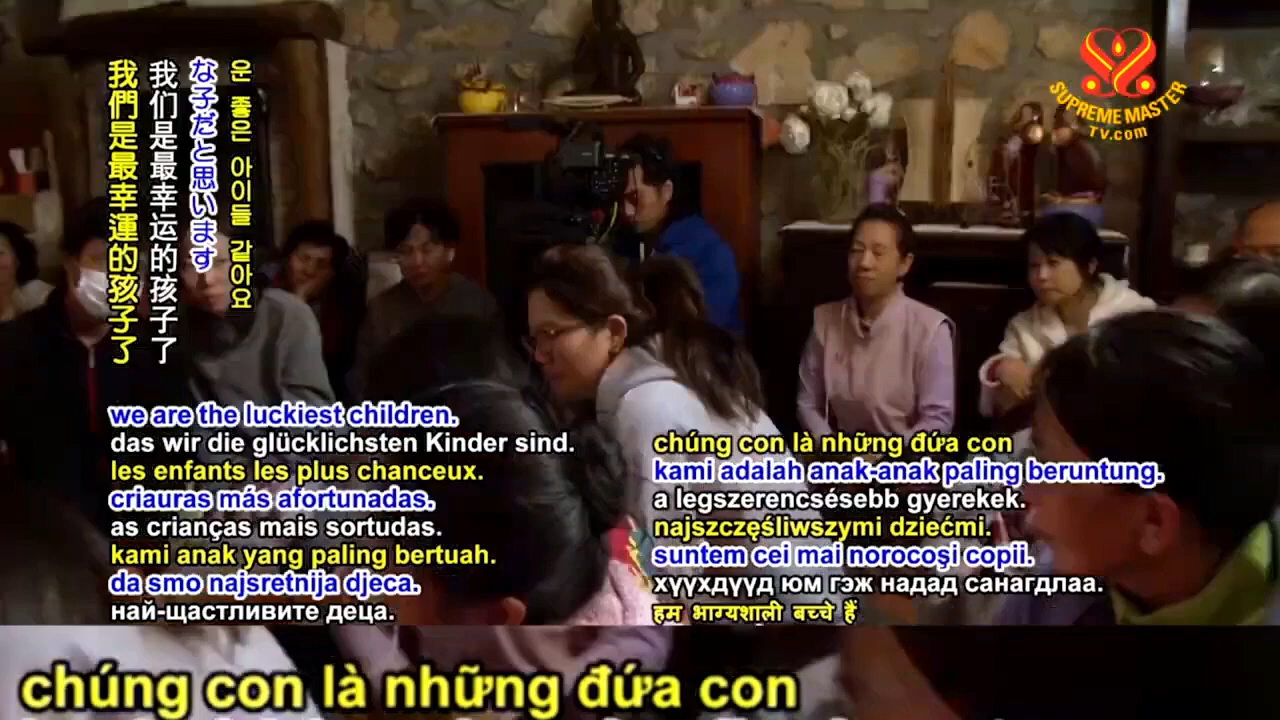 運 좋은 아이들 같아요
な子だと思います
我们是最幸运的孩子了
我們是最幸運的孩子了
SUPREME MASTER
TV.com
we are the luckiest children.
das wir die glücklichsten Kinder sind.
les enfants les plus chanceux.
criauras más afortunadas.
as crianças mais sortudas.
kami anak yang paling bertuah.
da smo najsretnija djeca.
най-щастливите деца.
chúng con là những đứa con
kami adalah anak-anak paling beruntung.
a legszerencsésebb gyerekek.
najszczęśliwszymi dziećmi.
suntem cei mai norocoşi copii.
хүүхдүүд юм гэж надад санагдлаа.
हम भाग्यशाली बच्चे हैं
chúng con là những đứa con